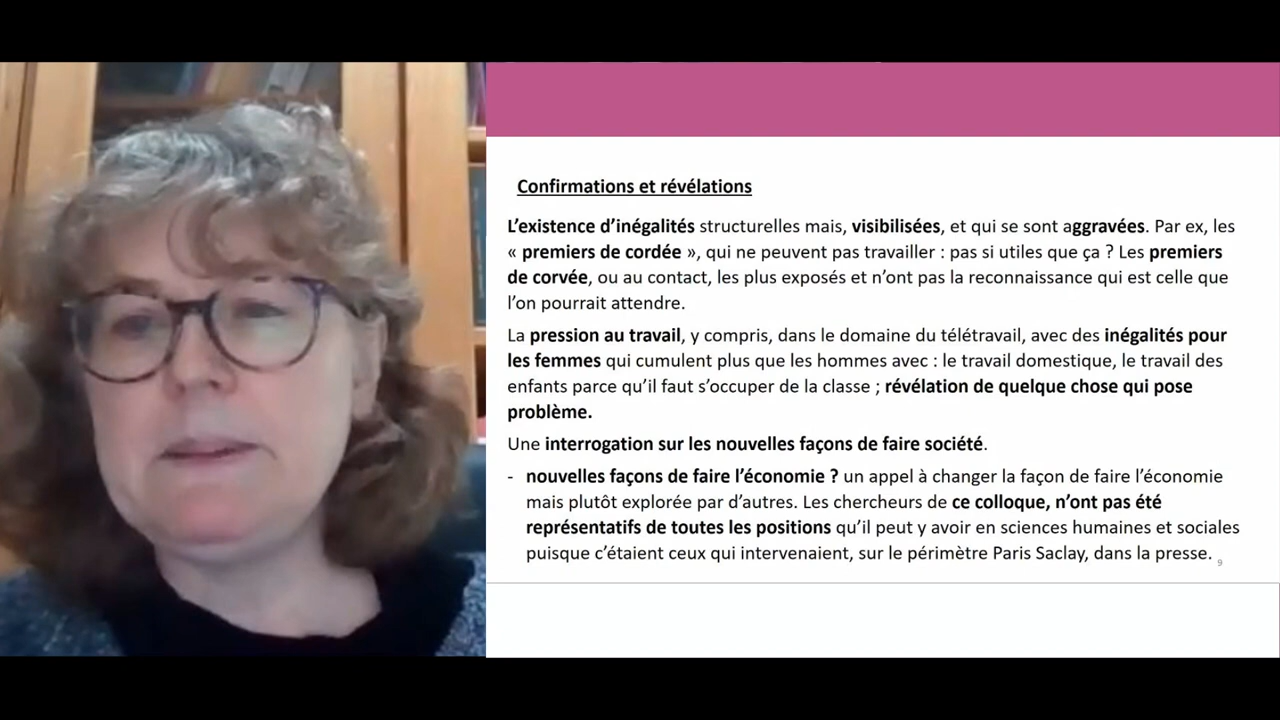 Confirmations et révélations
L'existence d'inégalités structurelles mais, visibilisées, et qui se sont aggravées. Par ex, les
« premiers de cordée », qui ne peuvent pas travailler : pas si utiles que ça ? Les premiers
de corvée, ou au contact, les plus exposés et n'ont pas la reconnaissance qui est celle que
l'on pourrait attendre.
La pression au travail, y compris, dans le domaine du télétravail, avec des inégalités pour
les femmes qui cumulent plus que les hommes avec : le travail domestique, le travail des
enfants parce qu'il faut s'occuper de la classe ; révélation de quelque chose qui pose
problème.
Une interrogation sur les nouvelles façons de faire société.
- nouvelles façons de faire l'économie ? un appel à changer la façon de faire l'économie
mais plutôt explorée par d'autres. Les chercheurs de ce colloque, n'ont pas été
représentatifs de toutes les positions qu'il peut y avoir en sciences humaines et sociales
puisque c'étaient ceux qui intervenaient, sur le périmètre Paris Saclay, dans la presse.
9